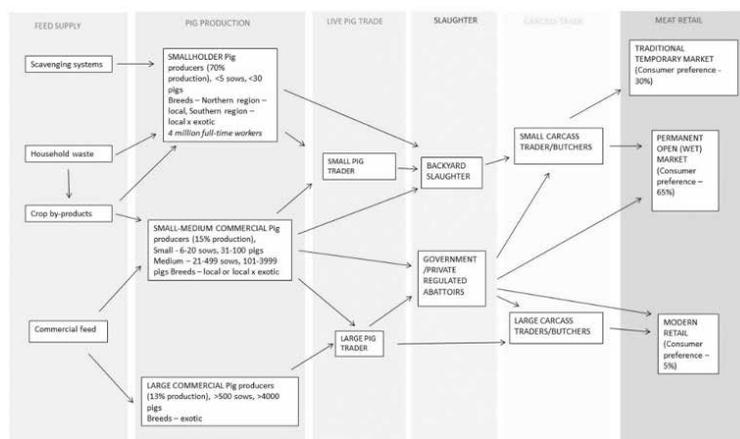 FEED SUPPLY
PIG PRODUCTION
LIVE PIG TRADE
SLAUGHTER
CARCASS TRADE
MEAT RETAIL
Scavenging systems
Household waste
Crop by-products
Commercial feed
SMALLHOLDER Pig
producers (70%
production), <5 sows, <30
pigs
Breeds – Northern region –
local, Southern region –
local x exotic
4 million full-time workers
SMALL-MEDIUM COMMERCIAL Pig
producers (15% production),
Small - 6-20 sows, 31-100 pigs
Medium – 21-499 sows, 101-3999
pigs Breeds – local or local x exotic
LARGE COMMERCIAL Pig producers
(13% production), >500 sows, >4000
pigs
Breeds – exotic
SMALL PIG
TRADER
LARGE PIG
TRADER
BACKYARD
SLAUGHTER
GOVERNMENT
/PRIVATE
REGULATED
ABATTOIRS
SMALL CARCASS
TRADER/BUTCHERS
LARGE CARCASS
TRADERS/BUTCHERS
TRADITIONAL
TEMPORARY MARKET
(Consumer preference -
30%)
PERMANENT
OPEN (WET)
MARKET
(Consumer
preference –
65%)
MODERN
RETAIL
(Consumer
preference –
5%)